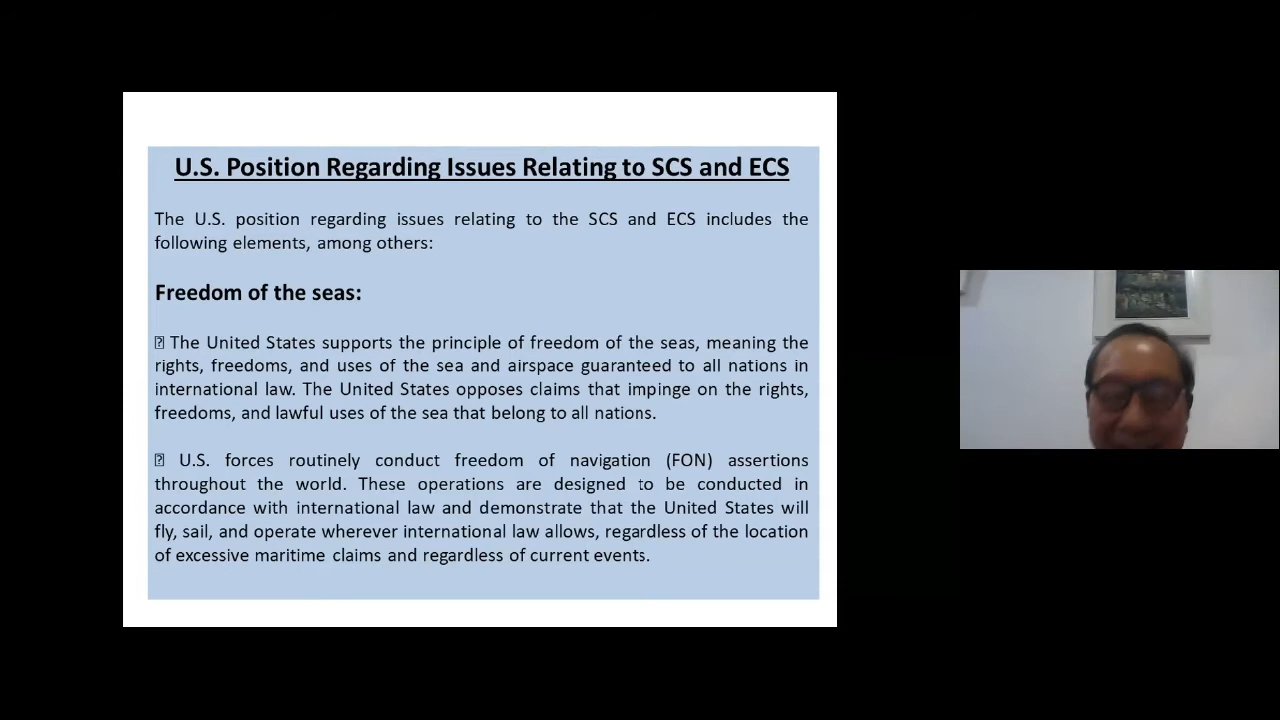 U.S. Position Regarding Issues Relating to SCS and ECS
The U.S. position regarding issues relating to the SCS and ECS includes the
following elements, among others:
Freedom of the seas:
⍰ The United States supports the principle of freedom of the seas, meaning the
rights, freedoms, and uses of the sea and airspace guaranteed to all nations in
international law. The United States opposes claims that impinge on the rights,
freedoms, and lawful uses of the sea that belong to all nations.
⍰ U.S. forces routinely conduct freedom of navigation (FON) assertions
throughout the world. These operations are designed to be conducted in
accordance with international law and demonstrate that the United States will
fly, sail, and operate wherever international law allows, regardless of the location
of excessive maritime claims and regardless of current events.